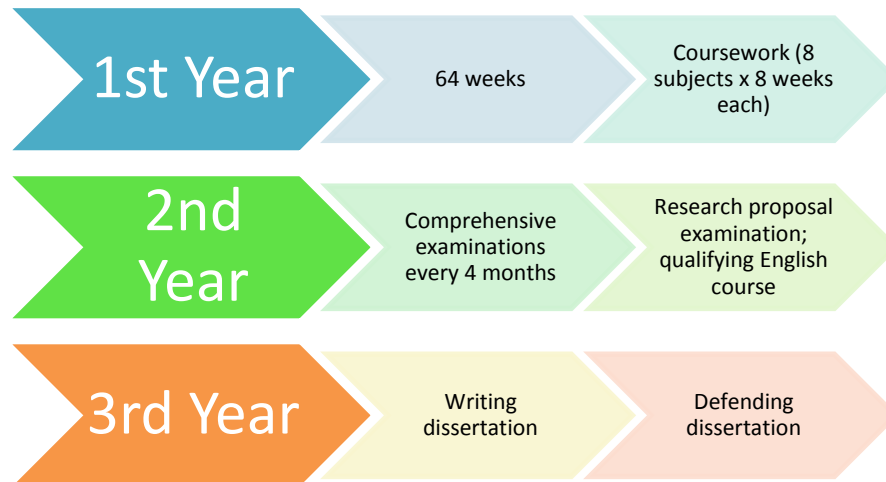 1st Year
64 weeks
Coursework (8
subjects x 8 weeks
each)
2nd
Year
Comprehensive
examinations
every 4 months
Research proposal
examination;
qualifying English
course
3rd Year
Writing
dissertation
Defending
dissertation